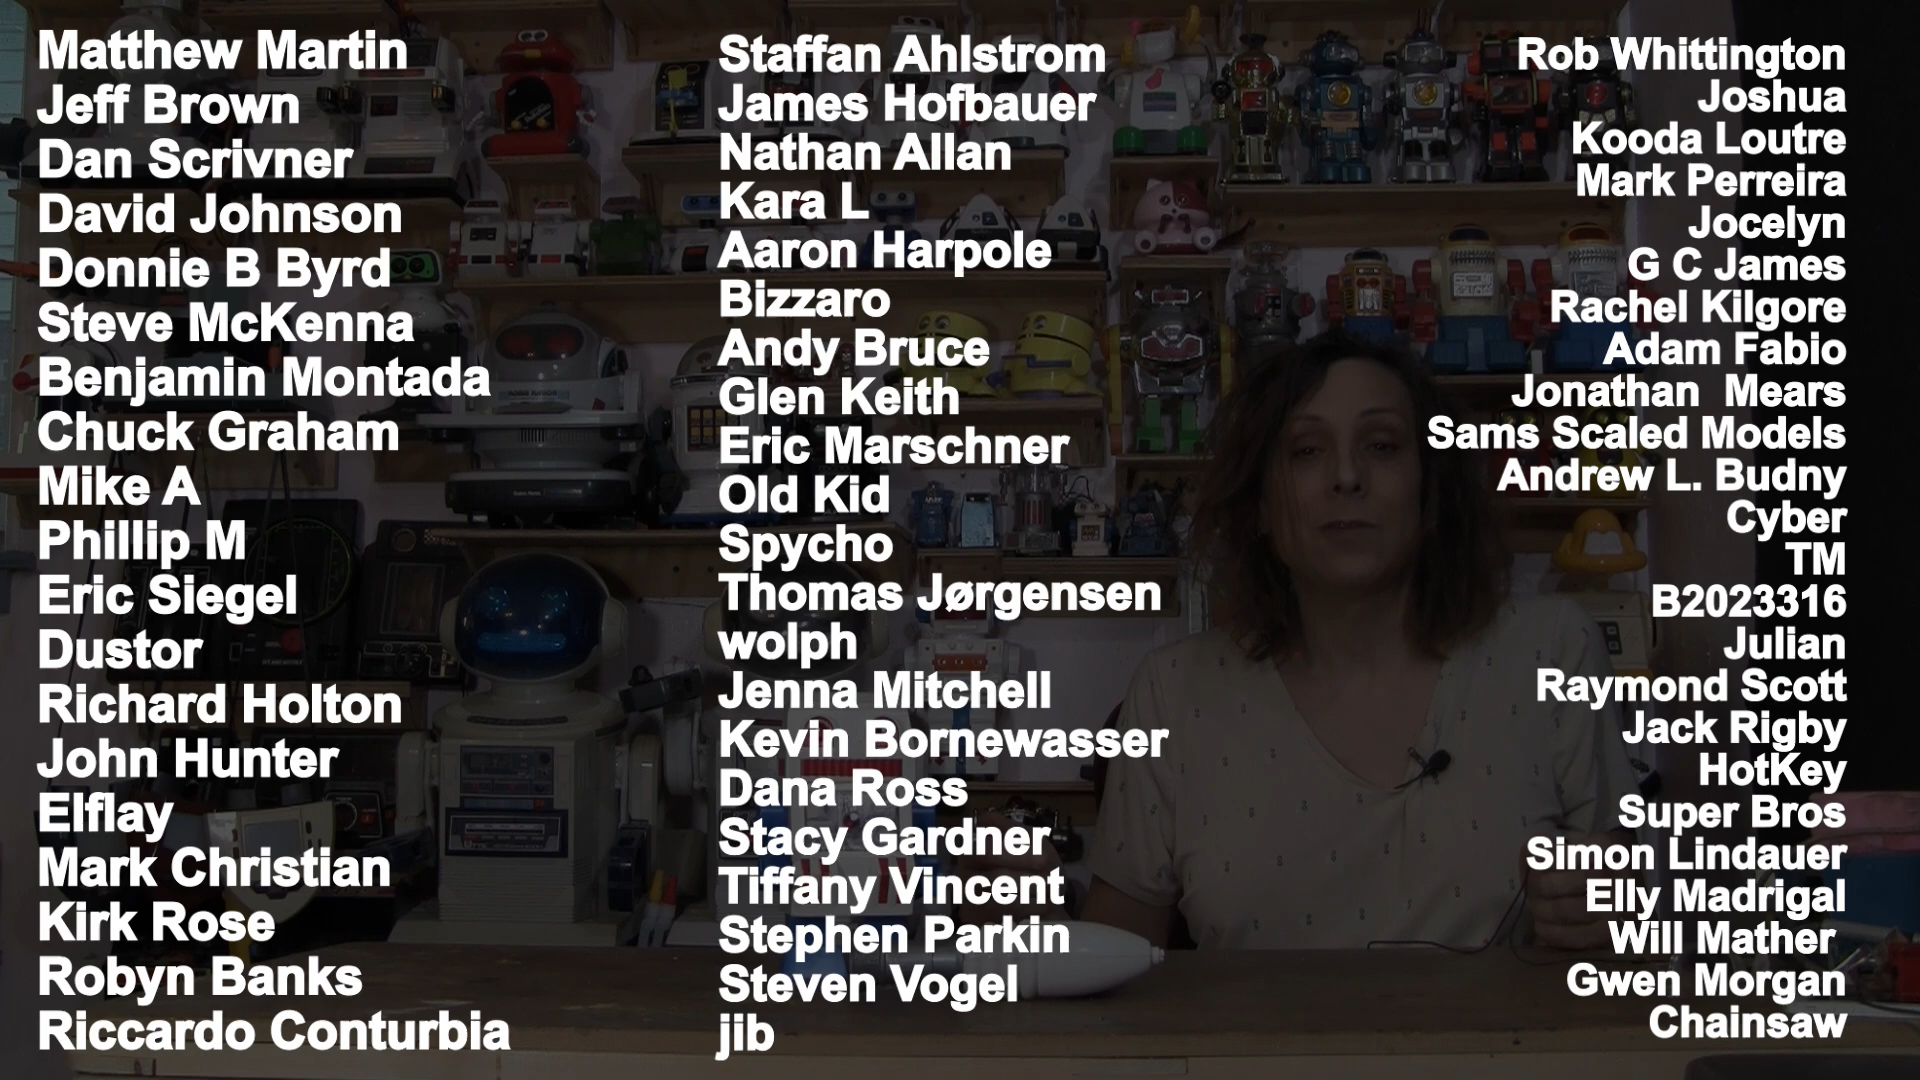 Matthew Martin
Jeff Brown
Dan Scrivner
David Johnson
Donnie B Byrd
Steve McKenna
Benjamin Montada
Chuck Graham
Mike A
Phillip M
Eric Siegel
Dustor
Richard Holton
John Hunter
Elflay
Mark Christian
Kirk Rose
Robyn Banks
Riccardo Conturbia
Staffan Ahlstrom
James Hofbauer
Nathan Allan
Kara L
Aaron Harpole
Bizzaro
Andy Bruce
Glen Keith
Eric Marschner
Old Kid
Spycho
Thomas Jørgensen
wolph
Jenna Mitchell
Kevin Bornewasser
Dana Ross
Stacy Gardner
Tiffany Vincent
Stephen Parkin
Steven Vogel
jib
Rob Whittington
Joshua
Kooda Loutre
Mark Perreira
Jocelyn
G C James
Rachel Kilgore
Adam Fabio
Jonathan  Mears
Sams Scaled Models
Andrew L. Budny
Cyber
TM
B2023316
Julian
Raymond Scott
Jack Rigby
HotKey
Super Bros
Simon Lindauer
Elly Madrigal
Will Mather
Gwen Morgan
Chainsaw